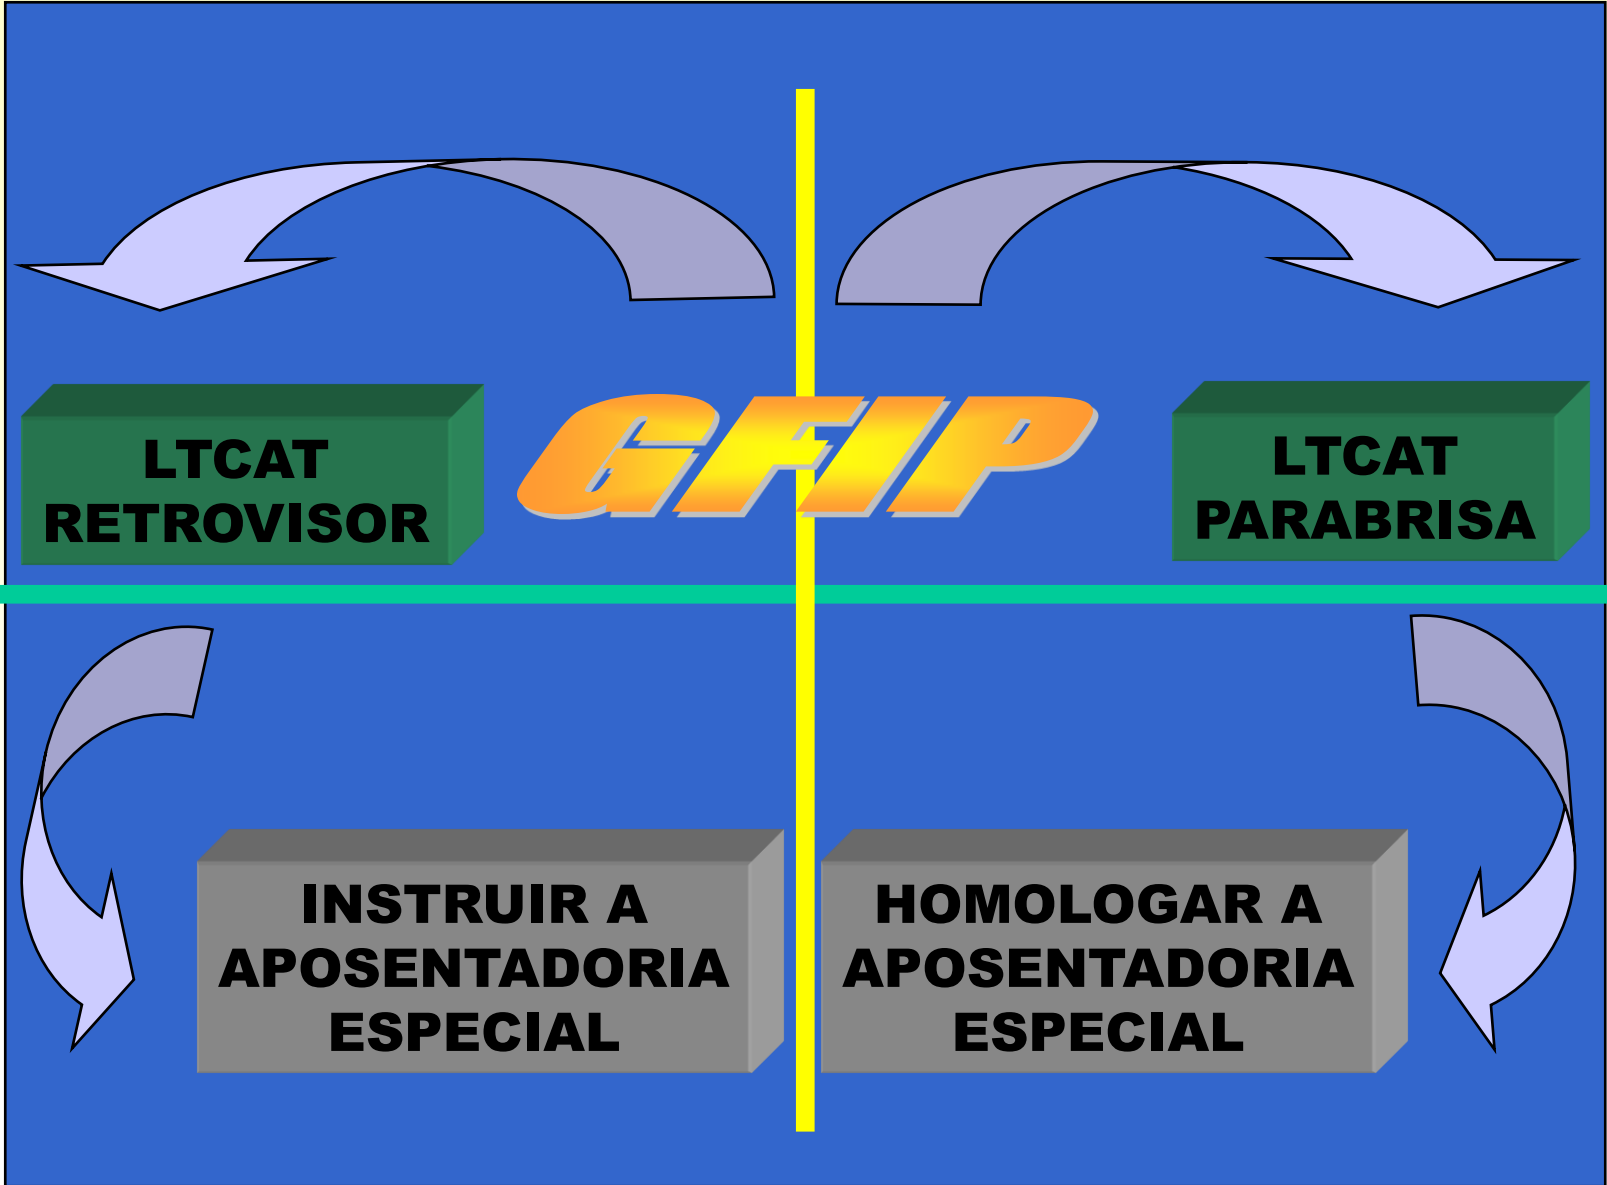 GFIP
LTCAT
RETROVISOR
LTCAT
PARABRISA
INSTRUIR A
APOSENTADORIA
ESPECIAL
HOMOLOGAR A
APOSENTADORIA
ESPECIAL